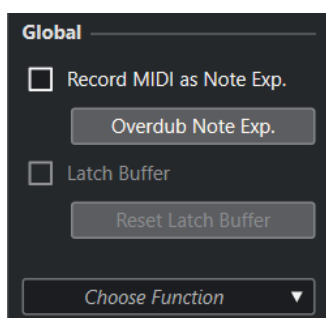 Global
Record MIDI as Note Exp.
Overdub Note Exp.
Latch Buffer
Reset Latch Buffer
Choose Function